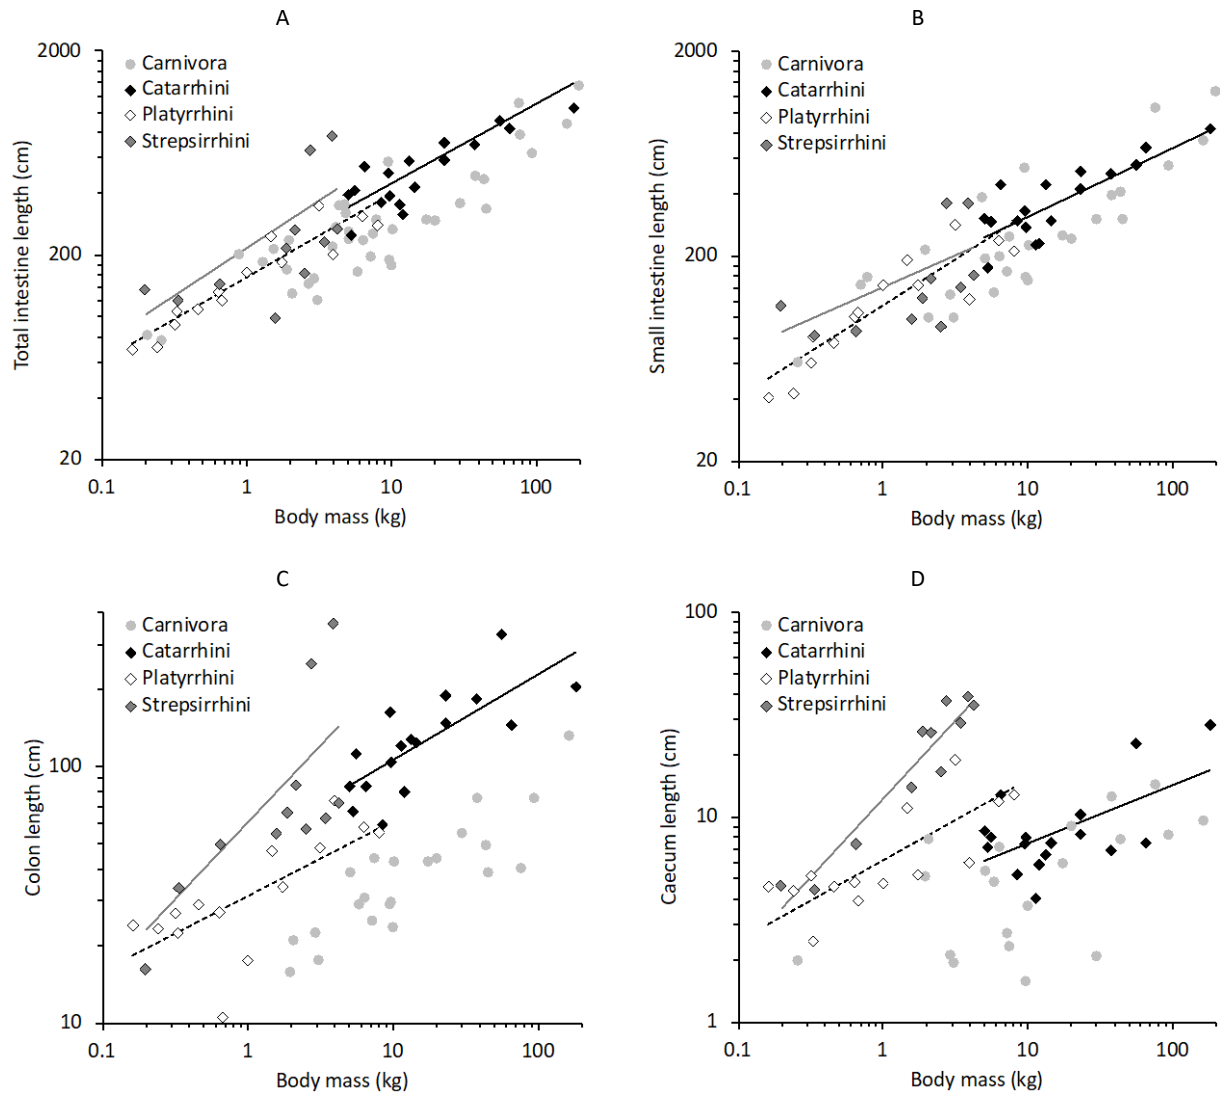 A
2000
200
20
0.1
1
10
100
Total intestine length (cm)
Body mass (kg)
Carnivora
Catarrhini
Platyrrhini
Strepsirrhini
B
2000
200
20
0.1
1
10
100
Small intestine length (cm)
Body mass (kg)
Carnivora
Catarrhini
Platyrrhini
Strepsirrhini
C
100
10
0.1
1
10
100
Colon length (cm)
Body mass (kg)
Carnivora
Catarrhini
Platyrrhini
Strepsirrhini
D
100
10
1
0.1
1
10
100
Caecum length (cm)
Body mass (kg)
Carnivora
Catarrhini
Platyrrhini
Strepsirrhini